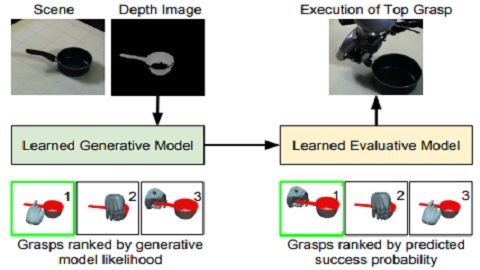 Scene
Depth Image
Execution of Top Grasp
Learned Generative Model
Learned Evaluative Model
1
2
3
1
2
3
Grasps ranked by generative
model likelihood
Grasps ranked by predicted
success probability